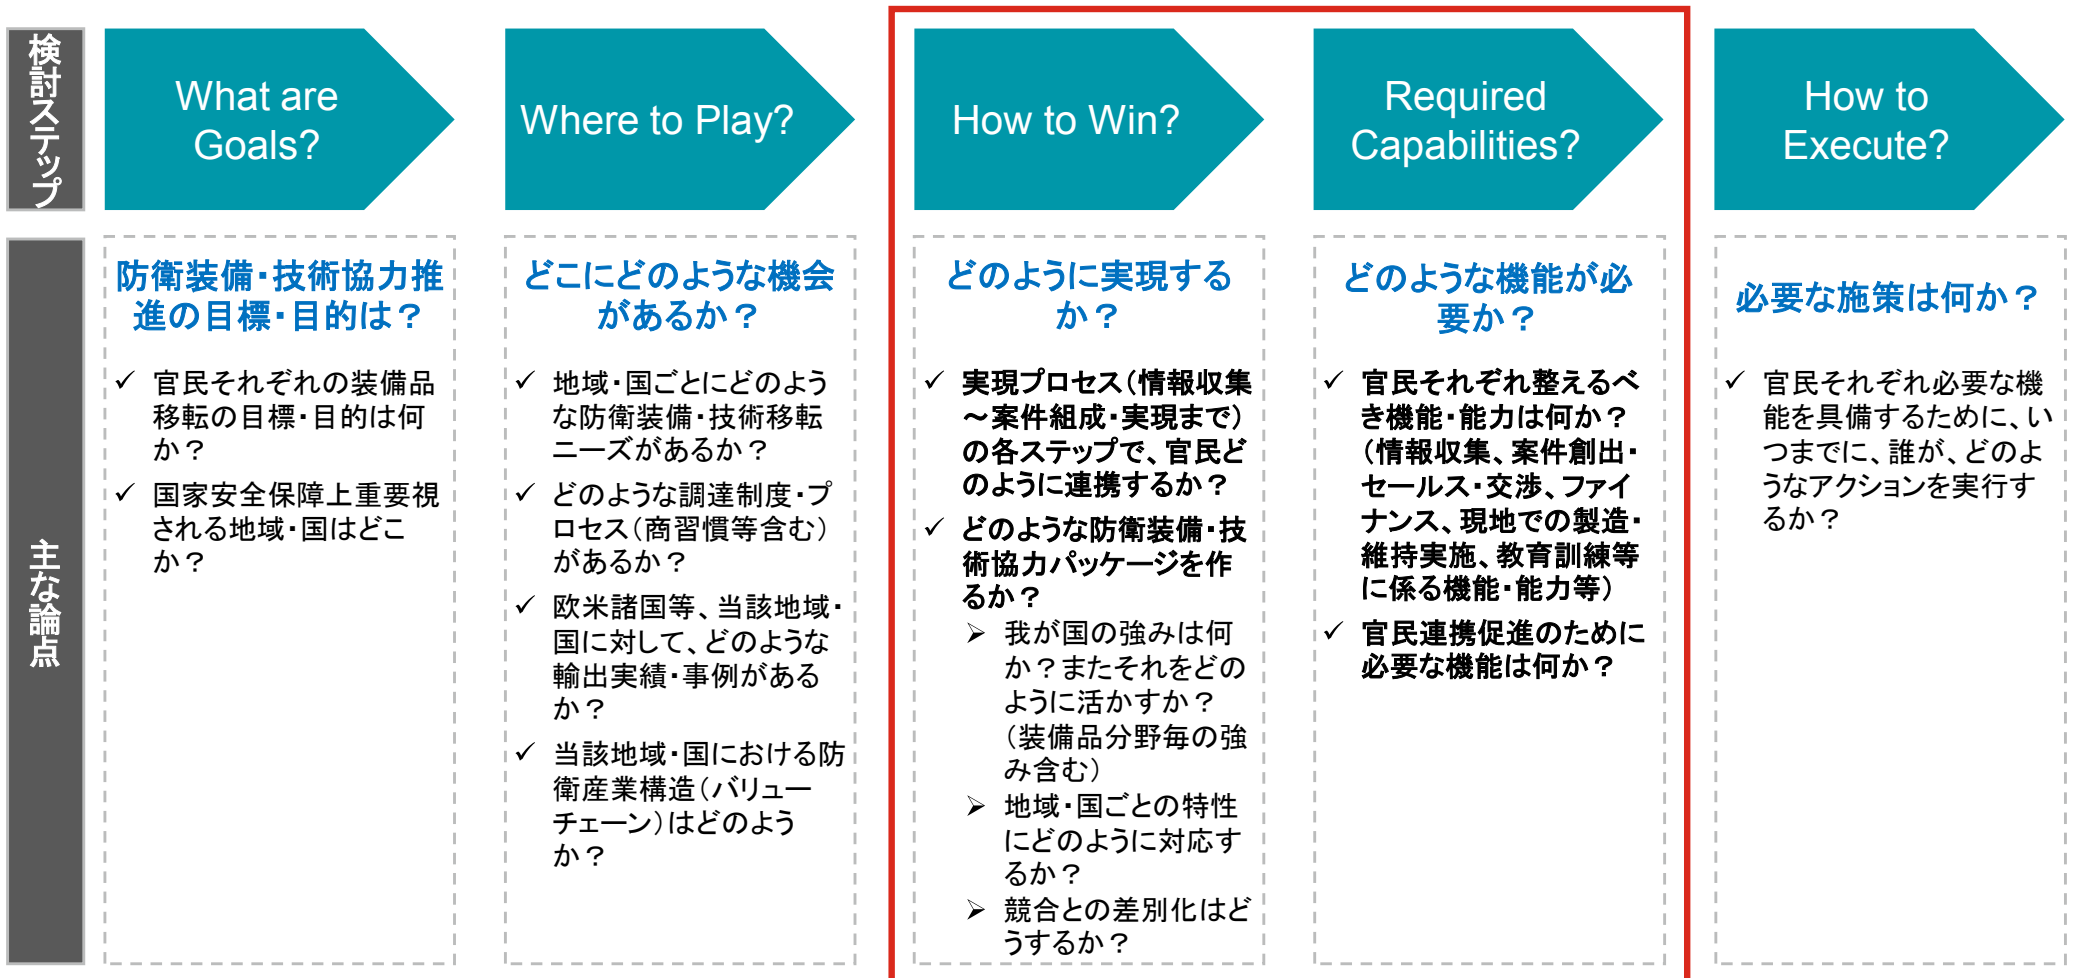 検討ステップ
What are
Goals?
Where to Play?
How to Win?
Required
Capabilities?
How to
Execute?
主な論点
防衛装備・技術協力推
進の目標・目的は？
✓ 官民それぞれの装備品
移転の目標・目的は何
か？
✓ 国家安全保障上重要視
される地域・国はどこ
か？
どこにどのような機会
があるか？
✓ 地域・国ごとにどのよう
な防衛装備・技術移転
ニーズがあるか？
✓ どのような調達制度・プ
ロセス（商習慣等含む）
があるか？
✓ 欧米諸国等、当該地域・
国に対して、どのような
輸出実績・事例がある
か？
✓ 当該地域・国における防
衛産業構造（バリュー
チェーン）はどのよう
か？
どのように実現する
か？
✓ 実現プロセス（情報収集
～案件組成・実現まで）
の各ステップで、官民ど
のように連携するか？
✓ どのような防衛装備・技
術協力パッケージを作
るか？
➢ 我が国の強みは何
か？またそれをどの
ように活かすか？
（装備品分野毎の強
み含む）
➢ 地域・国ごとの特性
にどのように対応す
るか？
➢ 競合との差別化はど
うするか？
どのような機能が必
要か？
✓ 官民それぞれ整えるべ
き機能・能力は何か？
（情報収集、案件創出・
セールス・交渉、ファイ
ナンス、現地での製造・
維持実施、教育訓練等
に係る機能・能力等）
✓ 官民連携促進のために
必要な機能は何か？
必要な施策は何か？
✓ 官民それぞれ必要な機
能を具備するために、い
つまでに、誰が、どのよ
うなアクションを実行す
るか？